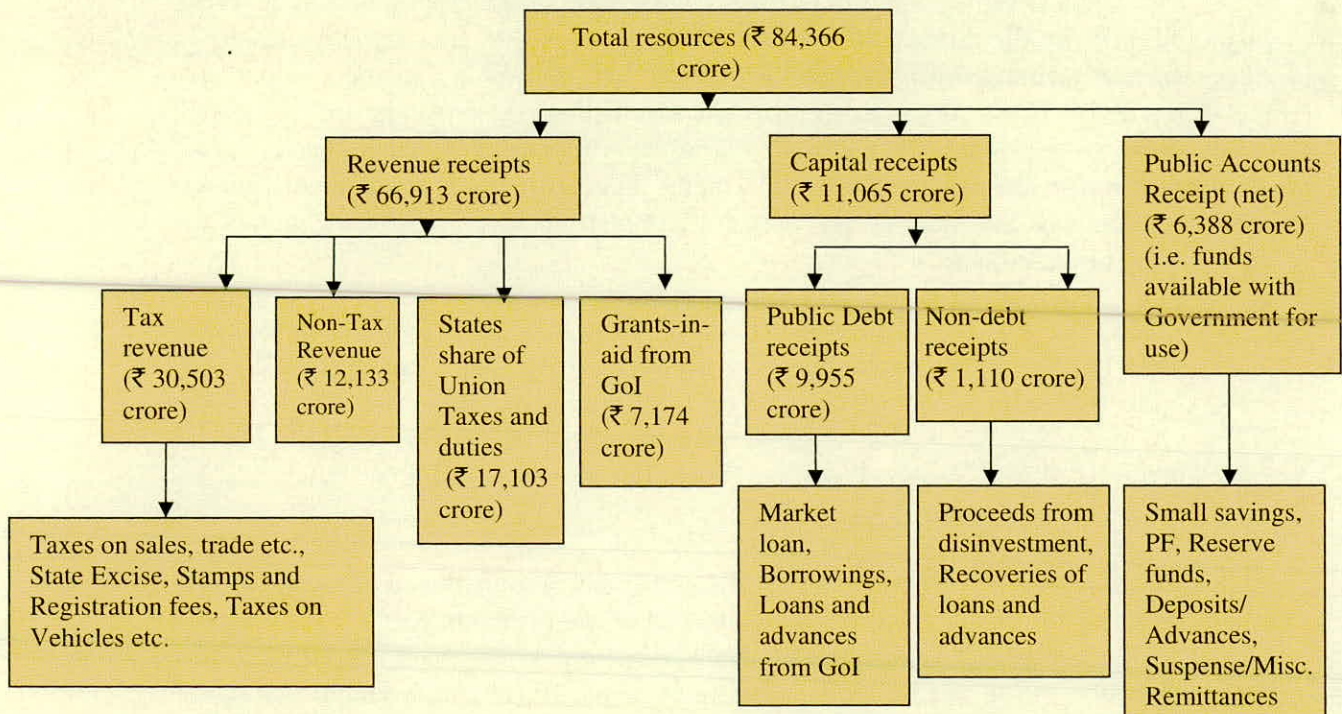 Total resources (₹ 84,366
crore)
Revenue receipts
(₹ 66,913 crore)
Capital receipts
(₹ 11,065 crore)
Public Accounts
Receipt (net)
(₹ 6,388 crore)
(i.e. funds
available with
Government for
use)
Tax
revenue
(₹ 30,503
crore)
Non-Tax
Revenue
(₹ 12,133
crore)
States
share of
Union
Taxes and
duties
(₹ 17,103
crore)
Grants-in-
aid from
GoI
(₹ 7,174
crore)
Public Debt
receipts
(₹ 9,955
crore)
Non-debt
receipts
(₹ 1,110 crore)
Taxes on sales, trade etc.,
State Excise, Stamps and
Registration fees, Taxes on
Vehicles etc.
Market
loan,
Borrowings,
Loans and
advances
from GoI
Proceeds from
disinvestment,
Recoveries of
loans and
advances
Small savings,
PF, Reserve
funds,
Deposits/
Advances,
Suspense/Misc.
Remittances